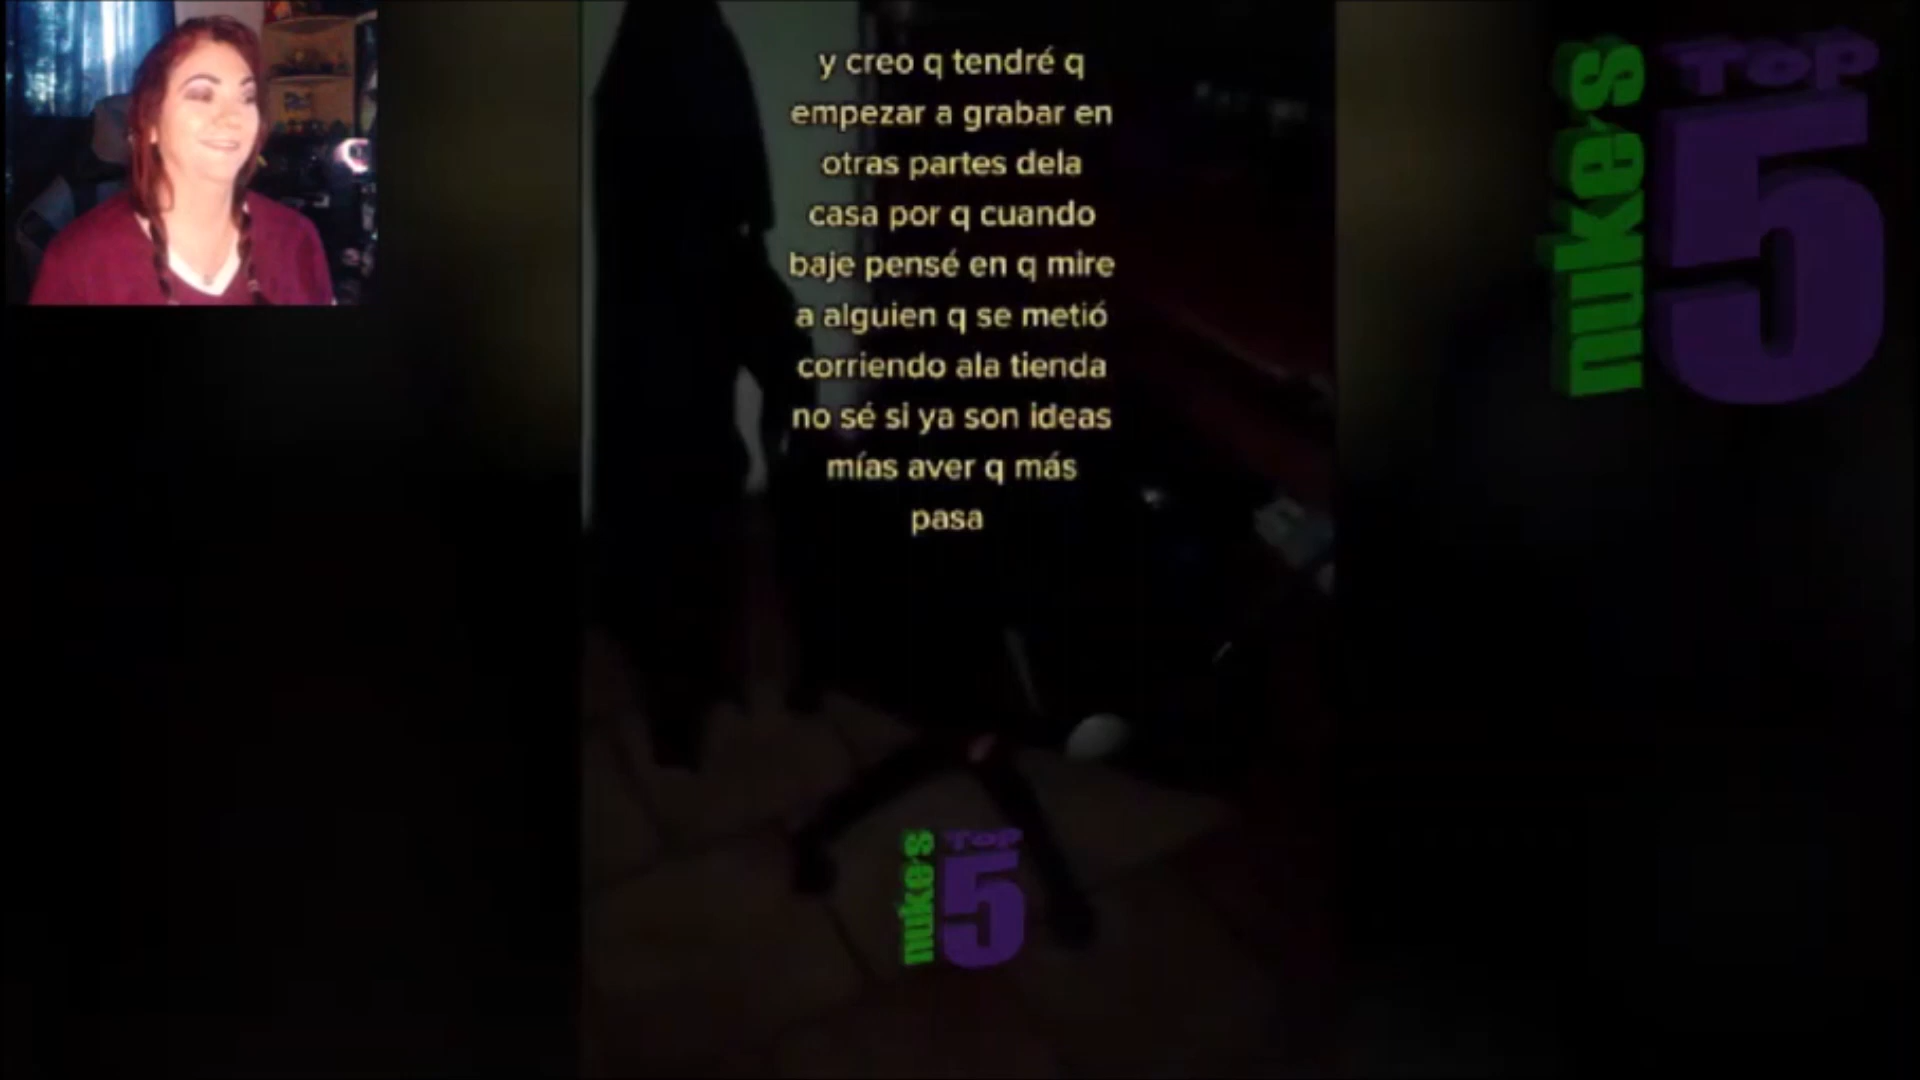 y creo q tendré q
empezar a grabar en
otras partes dela
casa por q cuando
baje pensé en q mire
a alguien q se metió
corriendo ala tienda
no sé si ya son ideas
mías aver q más
pasa
nuke's
Top
5
nuke's
Top
5